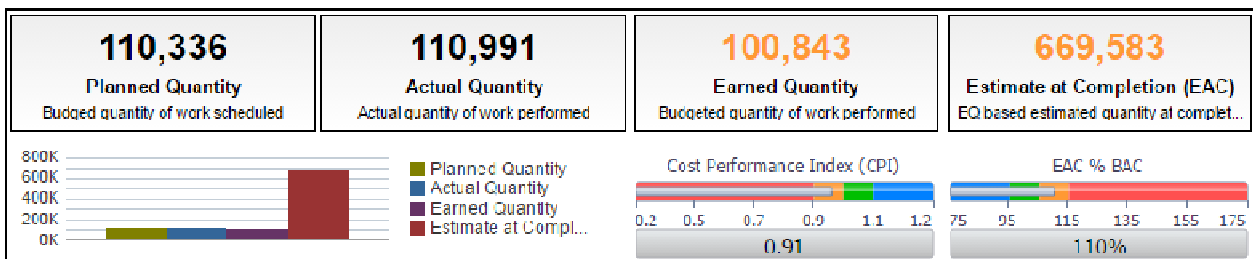 110,336
Planned Quantity
Budged quantity of work scheduled
110,991
Actual Quantity
Actual quantity of work performed
100,843
Earned Quantity
Budgeted quantity of work performed
669,583
Estimate at Completion (EAC)
EQ based estimated quantity at complet...
800K
600K
400K
200K
0K
Planned Quantity
Actual Quantity
Earned Quantity
Estimate at Compl...
Cost Performance Index (CPI)
0.2 0.5 0.7 0.9 1.1 1.2
0.91
EAC % BAC
75 95 115 135 155 175
110%